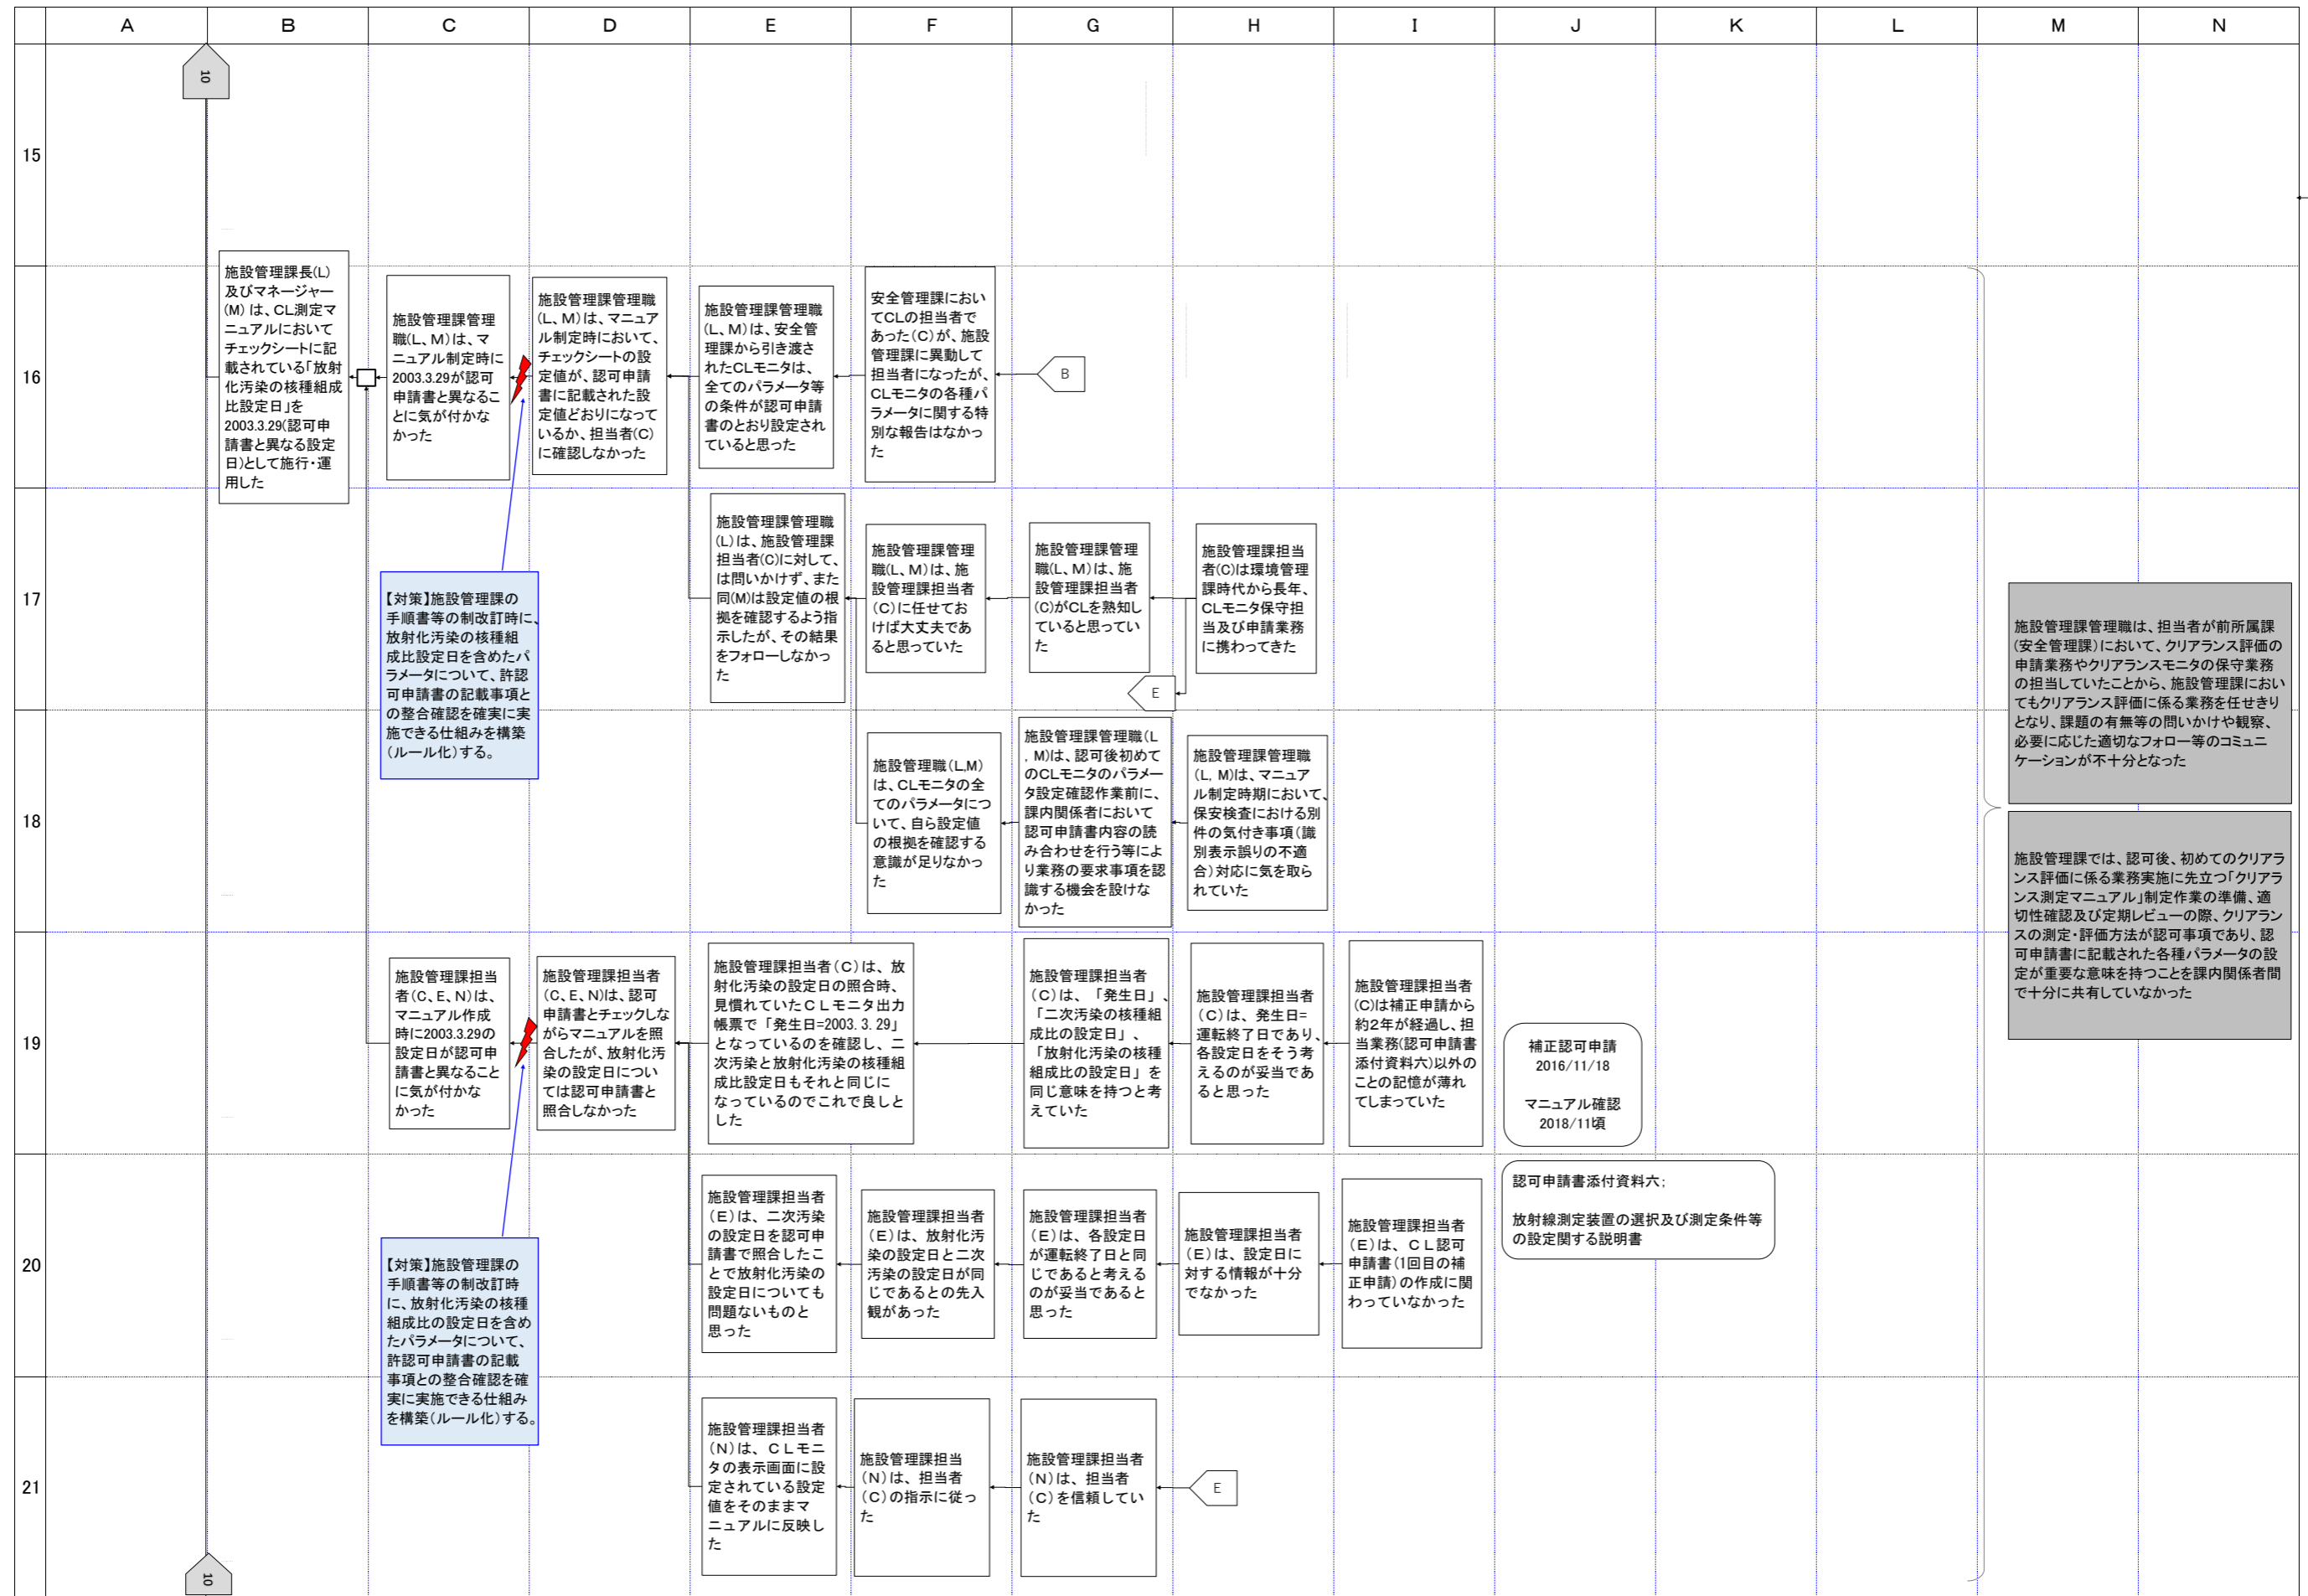 A B C D E F G H I J K L M N
10
15
16
施設管理課長(L)
及びマネージャー
(M) は、CL測定マ
ニュアルにおいて
チェックシートに記
載されている「放射
化汚染の核種組成
比設定日」を
2003.3.29(認可申
請書と異なる設定
日)として施行・運
用した
施設管理課管理
職(L、M)は、マ
ニュアル制定時に
2003.3.29が認可
申請書と異なるこ
とに気が付かな
かった
施設管理課管理職
(L、M)は、マニュア
ル制定時において、
チェックシートの設
定値が、認可申請
書に記載された設
定値どおりになって
いるか、担当者(C)
に確認しなかった
施設管理課管理職
(L、M)は、安全管
理課から引き渡さ
れたCLモニタは、
全てのパラメータ等
の条件が認可申請
書のとおり設定され
ていると思った
安全管理課におい
てCLの担当者で
あった(C)が、施設
管理課に異動して
担当者になったが、
CLモニタの各種パ
ラメータに関する特
別な報告はなかっ
た
B
17
【対策】施設管理課の
手順書等の制改訂時に、
放射化汚染の核種組
成比設定日を含めたパ
ラメータについて、許認
可申請書の記載事項と
の整合確認を確実に実
施できる仕組みを構築
(ルール化)する。
施設管理課管理職
(L)は、施設管理課
担当者(C)に対して、
は問いかけず、また
同(M)は設定値の根
拠を確認するよう指
示したが、その結果
をフォローしなかっ
た
施設管理課管理
職(L、M)は、施
設管理課担当者
(C)に任せてお
けば大丈夫であ
ると思っていた
施設管理課管理
職(L、M)は、施
設管理課担当者
(C)がCLを熟知し
ていると思ってい
た
施設管理課担当
者(C)は環境管理
課時代から長年、
CLモニタ保守担
当及び申請業務
に携わってきた
E
施設管理課管理職は、担当者が前所属課
(安全管理課)において、クリアランス評価の
申請業務やクリアランスモニタの保守業務
の担当していたことから、施設管理課におい
てもクリアランス評価に係る業務を任せきり
となり、課題の有無等の問いかけや観察、
必要に応じた適切なフォロー等のコミュニ
ケーションが不十分となった
18
施設管理職(L,M)
は、CLモニタの全
てのパラメータにつ
いて、自ら設定値
の根拠を確認する
意識が足りなかっ
た
施設管理課管理職(L
, M)は、認可後初めて
のCLモニタのパラメー
タ設定確認作業前に、
課内関係者において
認可申請書内容の読
み合わせを行う等によ
り業務の要求事項を認
識する機会を設けな
かった
施設管理課管理職
(L, M)は、マニュア
ル制定時期において、
保安検査における別
件の気付き事項(識
別表示誤りの不適
合)対応に気を取ら
れていた
施設管理課では、認可後、初めてのクリアラ
ンス評価に係る業務実施に先立つ「クリアラ
ンス測定マニュアル」制定作業の準備、適
切性確認及び定期レビューの際、クリアラン
スの測定・評価方法が認可事項であり、認
可申請書に記載された各種パラメータの設
定が重要な意味を持つことを課内関係者間
で十分に共有していなかった
19
施設管理課担当
者(C、E、N)は、
マニュアル作成
時に2003.3.29の
設定日が認可申
請書と異なること
に気が付かな
かった
施設管理課担当者
(C、E、N)は、認可
申請書とチェックしな
がらマニュアルを照
合したが、放射化汚
染の設定日につい
ては認可申請書と
照合しなかった
施設管理課担当者(C)は、放
射化汚染の設定日の照合時、
見慣れていたCLモニタ出力
帳票で「発生日=2003.3.29」
となっているのを確認し、二
次汚染と放射化汚染の核種組
成比設定日もそれと同じに
なっているのでこれで良しと
した
施設管理課担当者
(C)は、「発生日」、
「二次汚染の核種組
成比の設定日」、
「放射化汚染の核種
組成比の設定日」を
同じ意味を持つと考
えていた
施設管理課担当者
(C)は、発生日=
運転終了日であり、
各設定日をそう考
えるのが妥当であ
ると思った
施設管理課担当者
(C)は補正申請から
約2年が経過し、担
当業務(認可申請書
添付資料六)以外の
ことの記憶が薄れ
てしまっていた
補正認可申請
2016/11/18
マニュアル確認
2018/11頃
20
【対策】施設管理課の
手順書等の制改訂時
に、放射化汚染の核種
組成比の設定日を含め
たパラメータについて、
許認可申請書の記載
事項との整合確認を確
実に実施できる仕組み
を構築(ルール化)する。
施設管理課担当者
(E)は、二次汚染
の設定日を認可申
請書で照合したこ
とで放射化汚染の
設定日についても
問題ないものと
思った
施設管理課担当者
(E)は、放射化汚
染の設定日と二次
汚染の設定日が同
じであるとの先入
観があった
施設管理課担当者
(E)は、各設定日
が運転終了日と同
じであると考える
のが妥当であると
思った
施設管理課担当者
(E)は、設定日に
対する情報が十分
でなかった
施設管理課担当者
(E)は、CL認可
申請書(1回目の補
正申請)の作成に関
わっていなかった
認可申請書添付資料六;
放射線測定装置の選択及び測定条件等
の設定関する説明書
21
施設管理課担当者
(N)は、CLモニ
タの表示画面に設
定されている設定
値をそのままマ
ニュアルに反映し
た
施設管理課担当
(N)は、担当者
(C)の指示に従っ
た
施設管理課担当者
(N)は、担当者
(C)を信頼してい
た
E
10